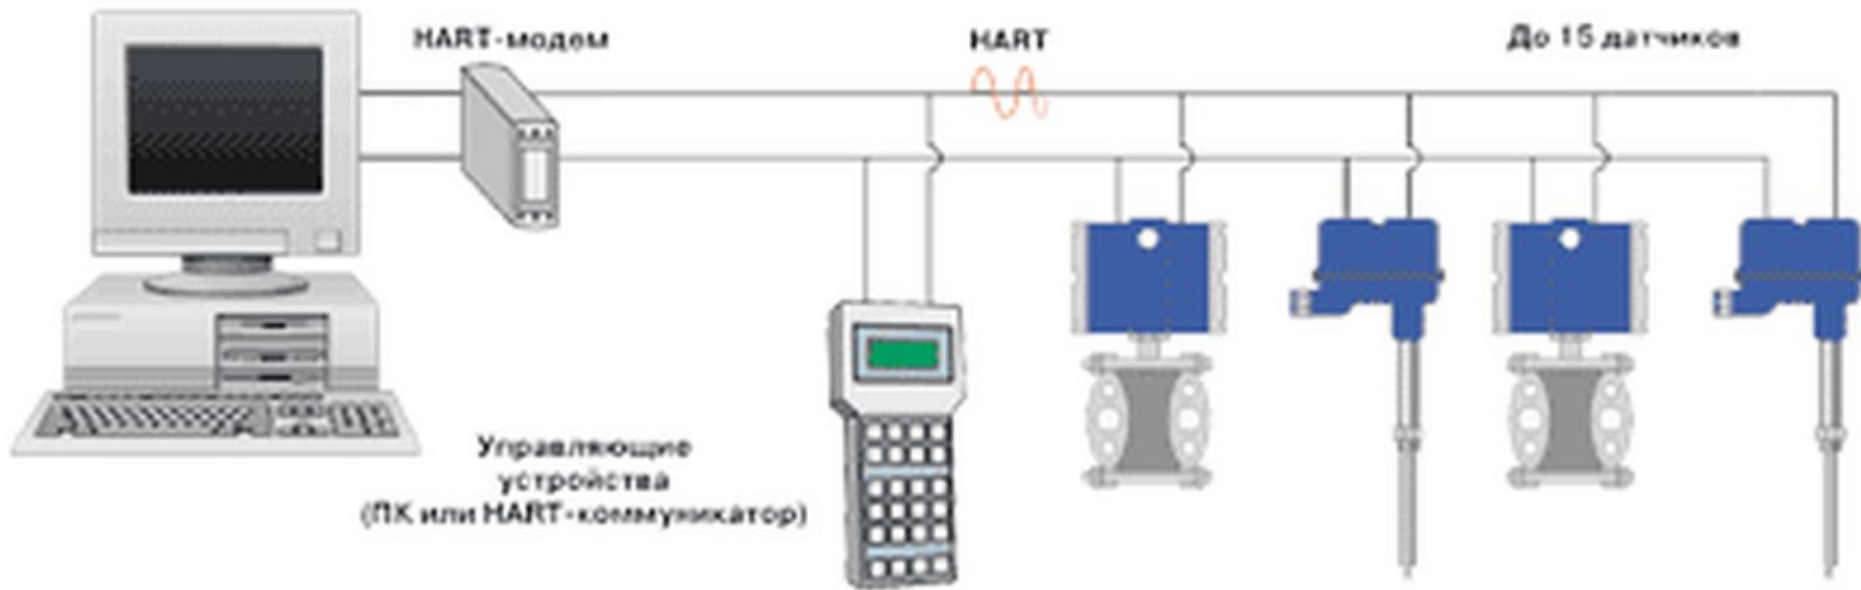 HART-модем
HART
До 15 датчиков
Управляющие
устройства
(ПК или HART-коммуникатор)